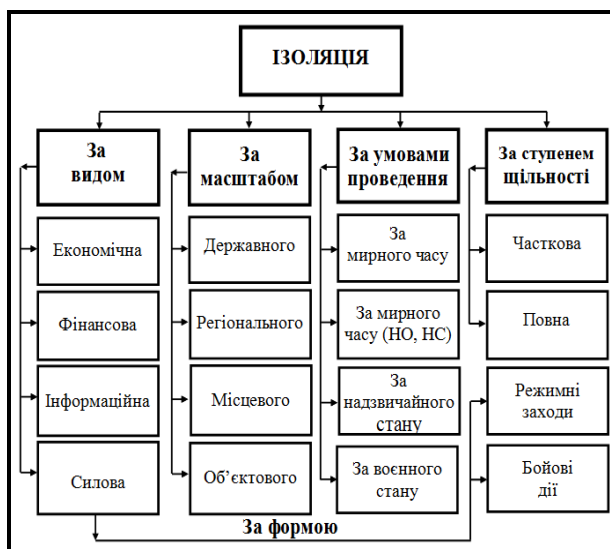 ІЗОЛЯЦІЯ
За
видом
Економічна
Фінансова
Інформаційна
Силова
За
масштабом
Державного
Регіонального
Місцевого
Об’єктового
За умовами
проведення
За
мирного часу
За мирного
часу (НО, НС)
За
надзвичайного
стану
За воєнного
стану
За ступенем
щільності
Часткова
Повна
Режимні
заходи
Бойові
дії
За формою